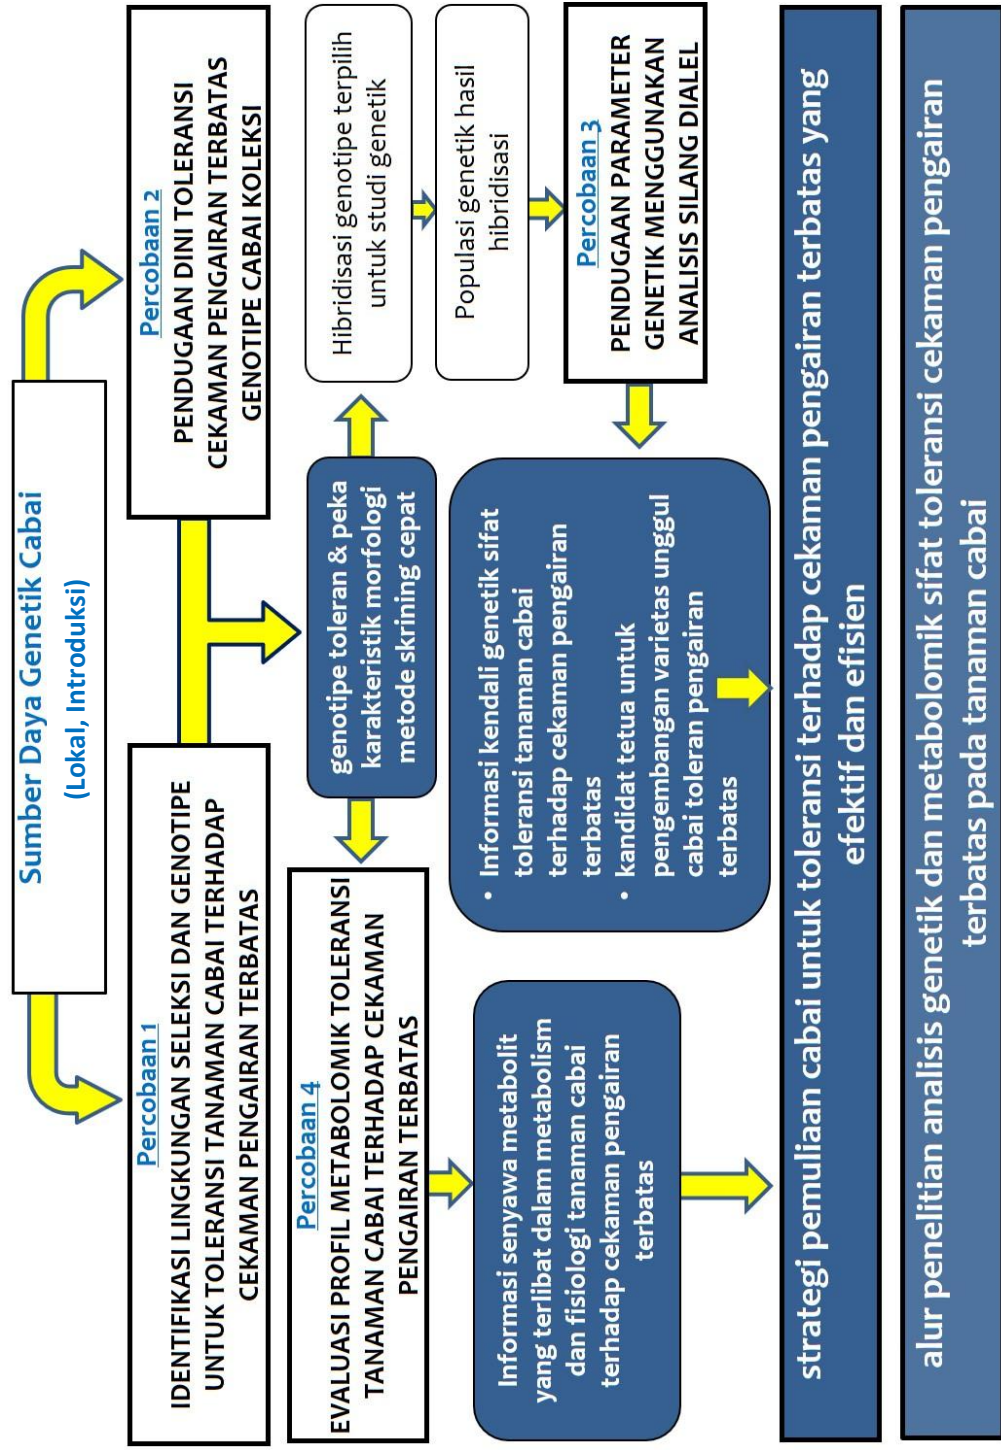 Sumber Daya Genetik Cabai
(Lokal, Introduksi)
Percobaan 1
IDENTIFIKASI LINGKUNGAN SELEKSI DAN GENOTIPE
UNTUK TOLERANSI TANAMAN CABAI TERHADAP
CEKAMAN PENGAIRAN TERBATAS
Percobaan 2
PENDUGAAN DINI TOLERANSI
CEKAMAN PENGAIRAN TERBATAS
GENOTIPE CABAI KOLEKSI
genotipe toleran & peka
karakteristik morfologi
metode skrining cepat
Hibridisasi genotipe terpilih
untuk studi genetik
Populasi genetik hasil
hibridisasi
Percobaan 3
PENDUGAAN PARAMETER
GENETIK MENGGUNAKAN
ANALISIS SILANG DIALEL
Percobaan 4
EVALUASI PROFIL METABOLOMIK TOLERANSI
TANAMAN CABAI TERHADAP CEKAMAN
PENGAIRAN TERBATAS
Informasi senyawa metabolit
yang terlibat dalam metabolism
dan fisiologi tanaman cabai
terhadap cekaman pengairan
terbatas
• Informasi kendali genetik sifat
toleransi tanaman cabai
terhadap cekaman pengairan
terbatas
• kandidat tetua untuk
pengembangan varietas unggul
cabai toleran pengairan
terbatas
strategi pemuliaan cabai untuk toleransi terhadap cekaman pengairan terbatas yang
efektif dan efisien
alur penelitian analisis genetik dan metabolomik sifat toleransi cekaman pengairan
terbatas pada tanaman cabai